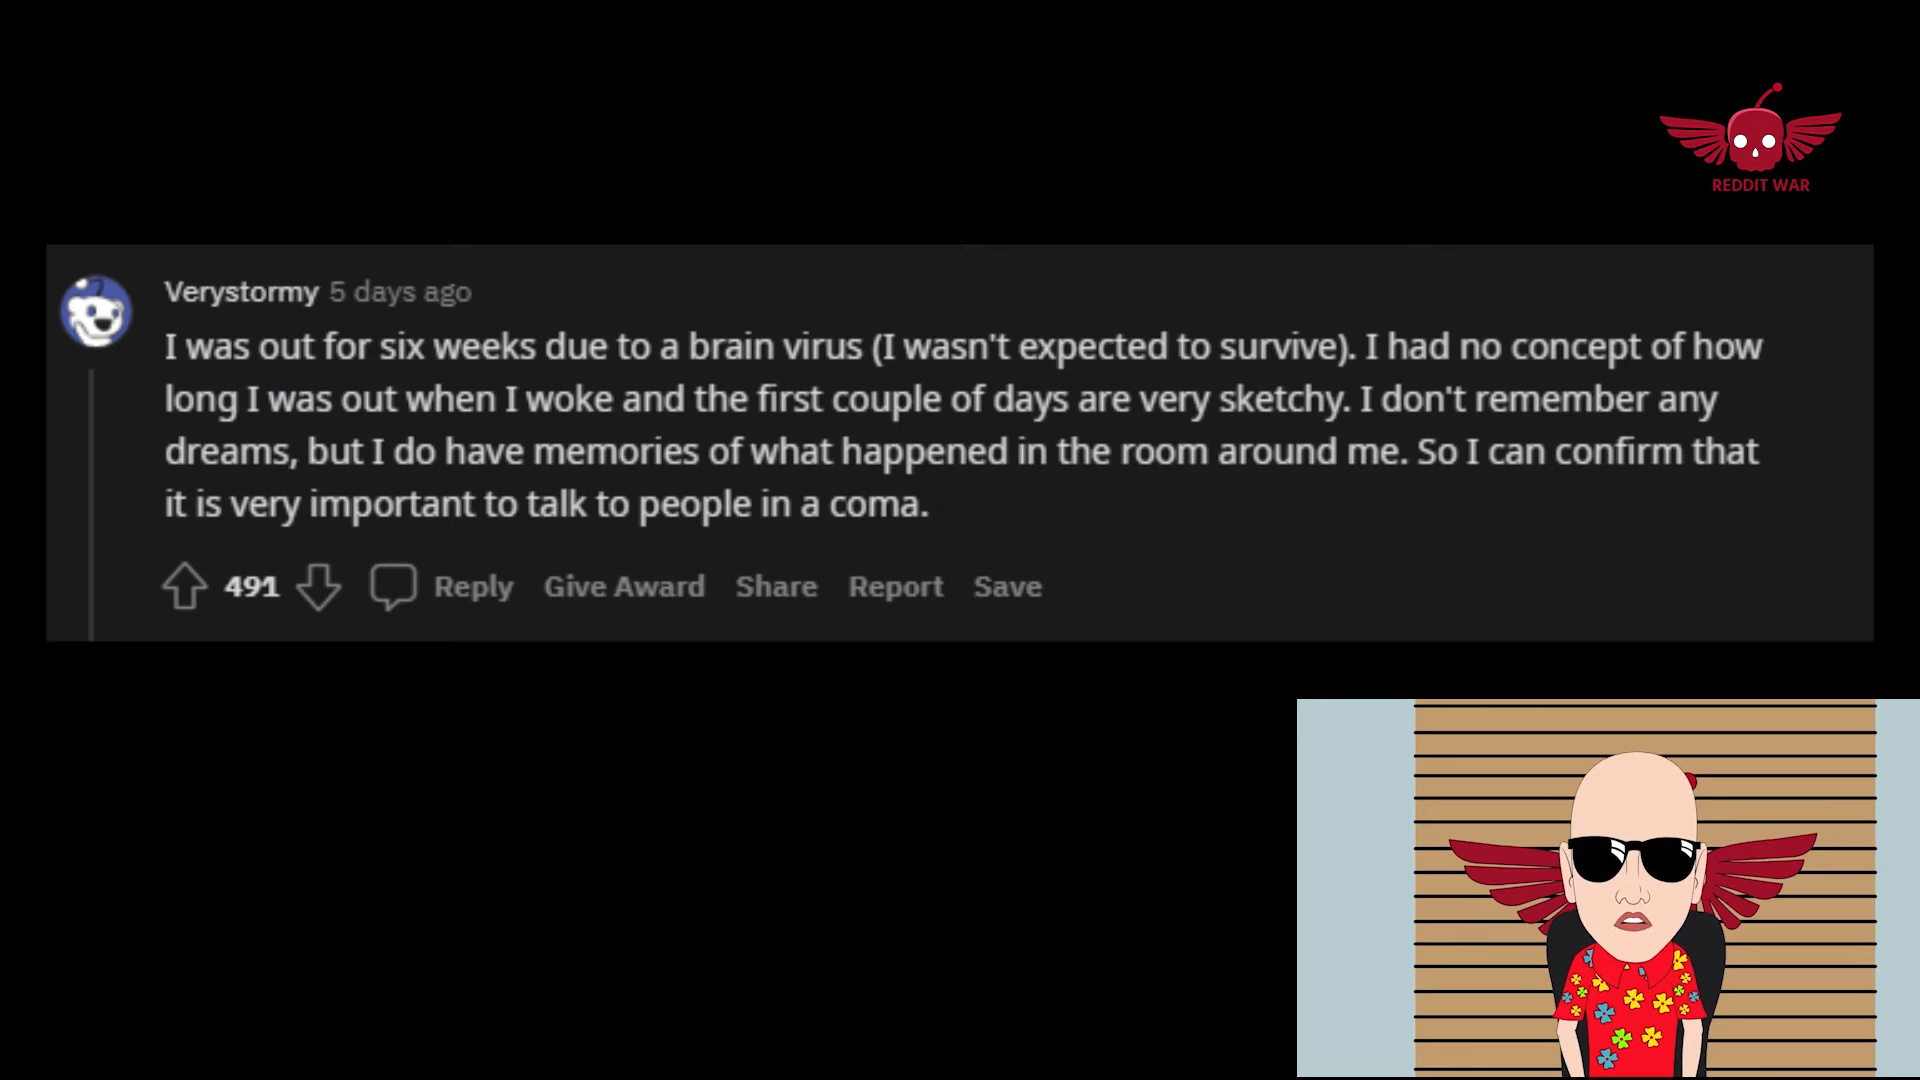 REDDIT WAR
Verystormy 5 days ago
I was out for six weeks due to a brain virus (I wasn't expected to survive). I had no concept of how
long I was out when I woke and the first couple of days are very sketchy. I don't remember any
dreams, but I do have memories of what happened in the room around me. So I can confirm that
it is very important to talk to people in a coma.
491 Reply Give Award Share Report Save